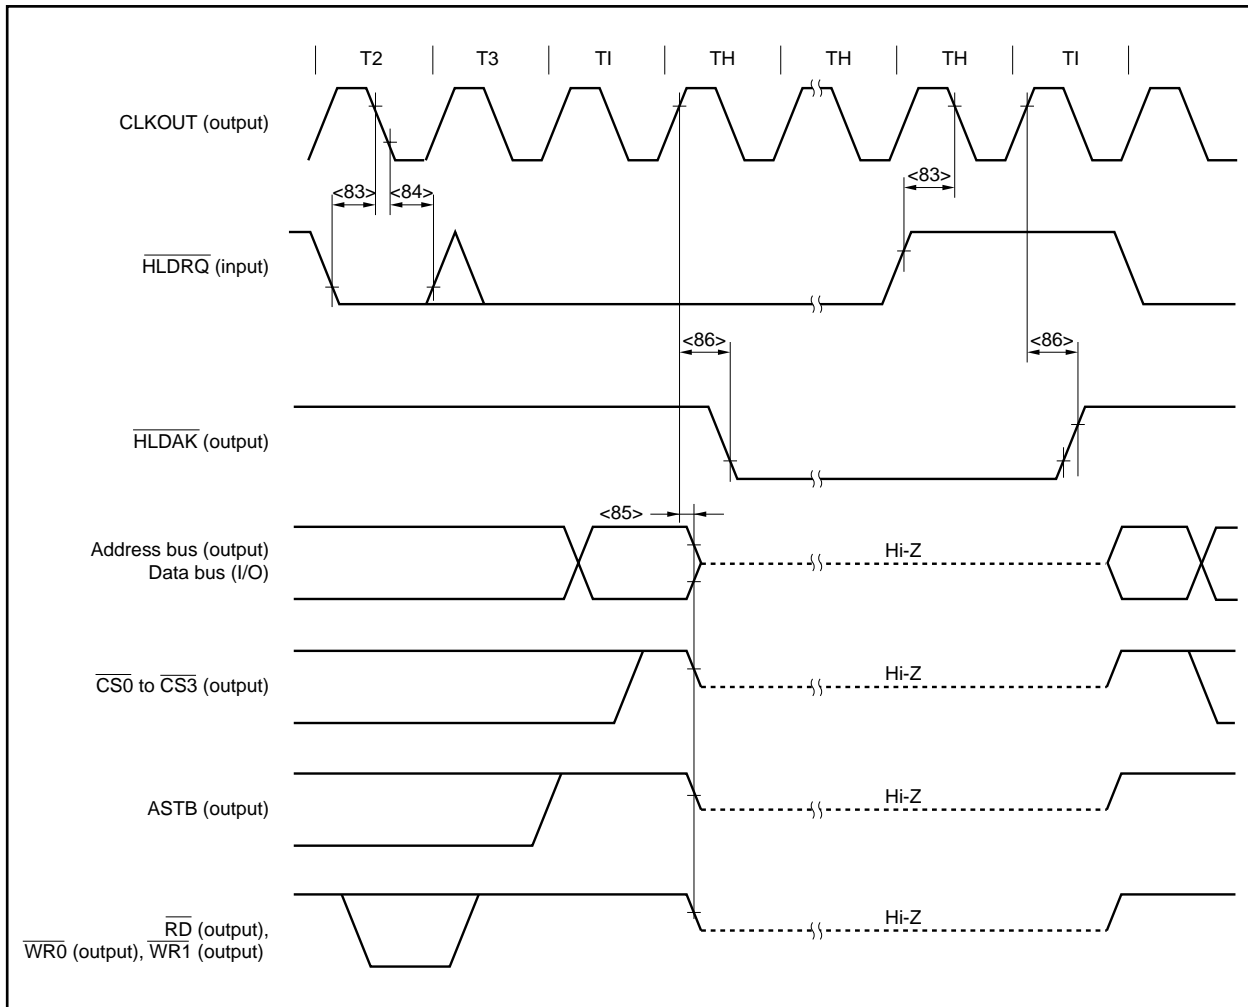 T2 T3 TI TH TH TH TI
CLKOUT (output)
<83> <84> <83>
HLDRQ (input)
<86> <86>
HLDAK (output)
<85>
Address bus (output)
Data bus (I/O)
Hi-Z
CS0 to CS3 (output)
Hi-Z
ASTB (output)
Hi-Z
RD (output),
WR0 (output), WR1 (output)
Hi-Z